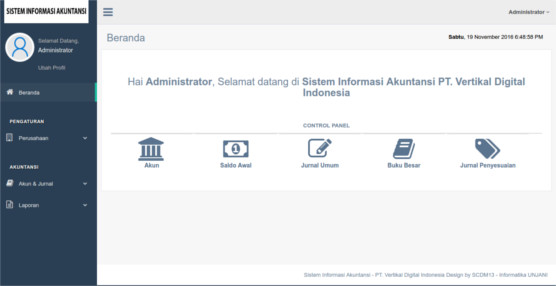 SISTEM INFORMASI AKUNTANSI
Administrator
Selamat Datang,
Administrator
Ubah Profil
Beranda
PENGATURAN
Perusahaan
AKUNTANSI
Akun & Jurnal
Laporan
Beranda
Sabtu, 19 November 2016 6:48:58 PM
Hai Administrator, Selamat datang di Sistem Informasi Akuntansi PT. Vertikal Digital
Indonesia
CONTROL PANEL
Akun
Saldo Awal
Jurnal Umum
Buku Besar
Jurnal Penyesuaian
Sistem Informasi Akuntansi - PT. Vertikal Digital Indonesia Design by SCDM13 - Informatika UNJANI